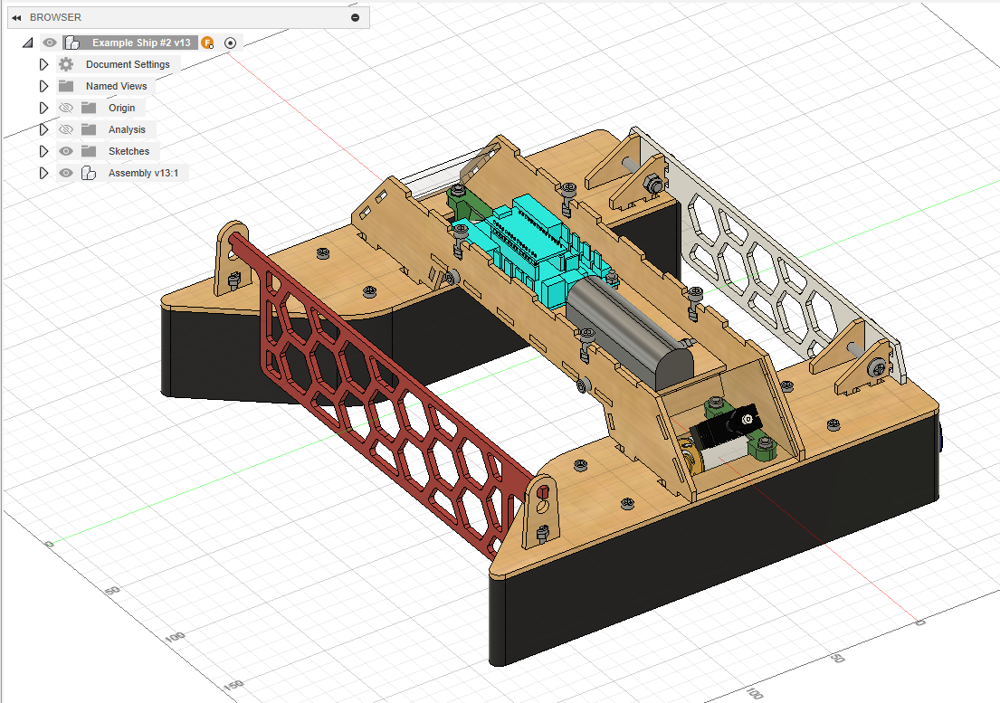 BROWSER
Example Ship #2 v13
F
Document Settings
Named Views
Origin
Analysis
Sketches
Assembly v13:1
0
50
100
150
0
50
100